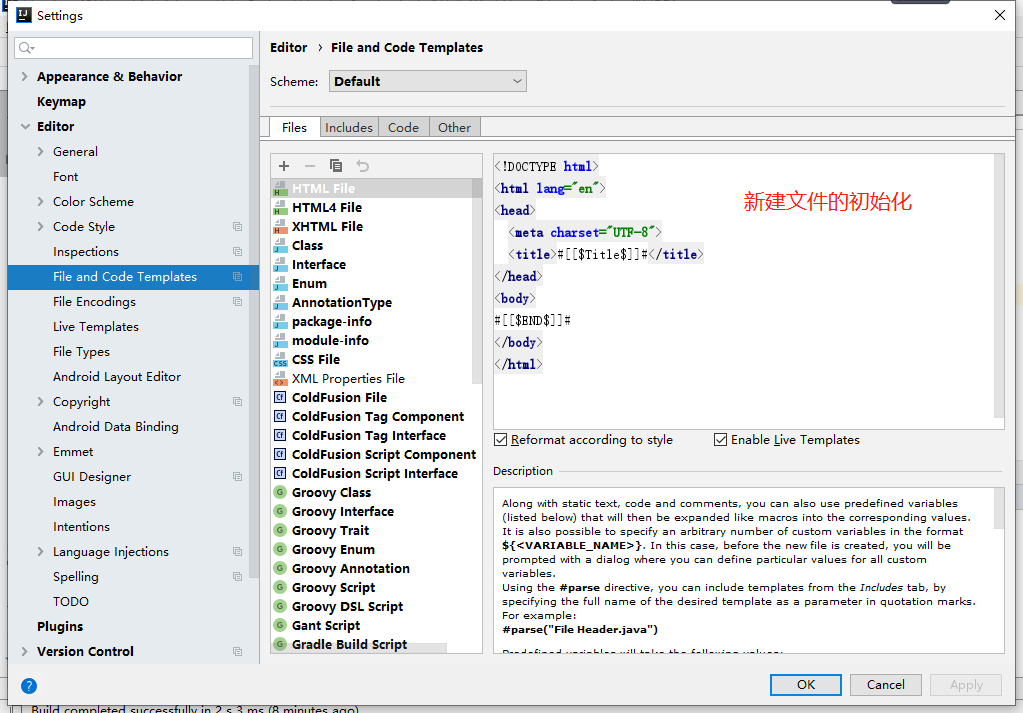 Settings
Editor › File and Code Templates
Scheme: Default
Appearance & Behavior
Keymap
Editor
General
Font
Color Scheme
Code Style
Inspections
File and Code Templates
File Encodings
Live Templates
File Types
Android Layout Editor
Copyright
Android Data Binding
Emmet
GUI Designer
Images
Intentions
Language Injections
Spelling
TODO
Plugins
Version Control
Files Includes Code Other
HTML File
HTML4 File
XHTML File
Class
Interface
Enum
AnnotationType
package-info
module-info
CSS File
XML Properties File
ColdFusion File
ColdFusion Tag Component
ColdFusion Tag Interface
ColdFusion Script Component
ColdFusion Script Interface
Groovy Class
Groovy Interface
Groovy Trait
Groovy Enum
Groovy Annotation
Groovy Script
Groovy DSL Script
Gant Script
Gradle Build Script
<!DOCTYPE html>
<html lang="en">
<head>
<meta charset="UTF-8">
<title>#[[$Title$]]#</title>
</head>
<body>
#[[$END$]]#
</body>
</html>
新建文件的初始化
Reformat according to style Enable Live Templates
Description
Along with static text, code and comments, you can also use predefined variables
(listed below) that will then be expanded like macros into the corresponding values.
It is also possible to specify an arbitrary number of custom variables in the format
${<VARIABLE_NAME>}. In this case, before the new file is created, you will be
prompted with a dialog where you can define particular values for all custom
variables.
Using the #parse directive, you can include templates from the Includes tab, by
specifying the full name of the desired template as a parameter in quotation marks.
For example:
#parse("File Header.java")
Predefined variables will take the following values:
OK Cancel Apply
Build completed successfully in 2 s 3 ms (8 minutes ago)